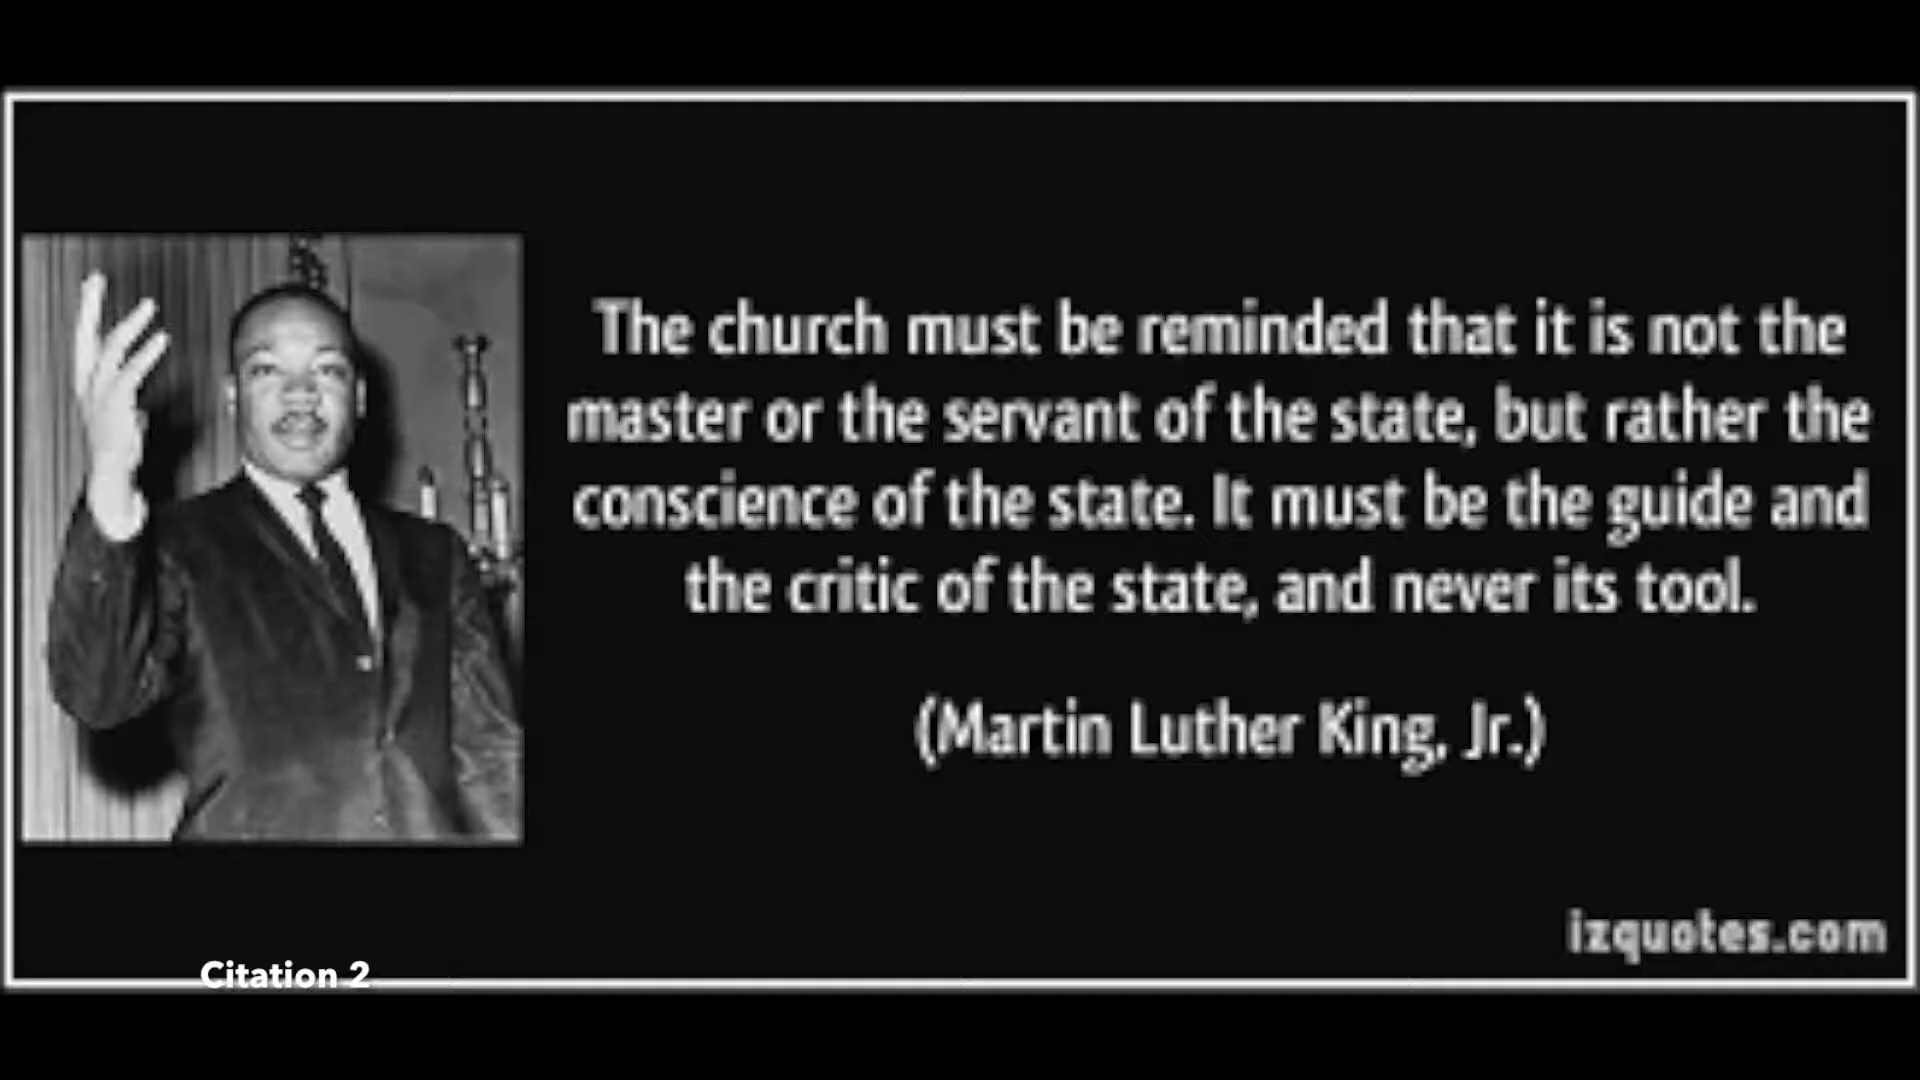 The church must be reminded that it is not the
master or the servant of the state, but rather the
conscience of the state. It must be the guide and
the critic of the state, and never its tool.
(Martin Luther King, Jr.)
izquotes.com
Citation 2